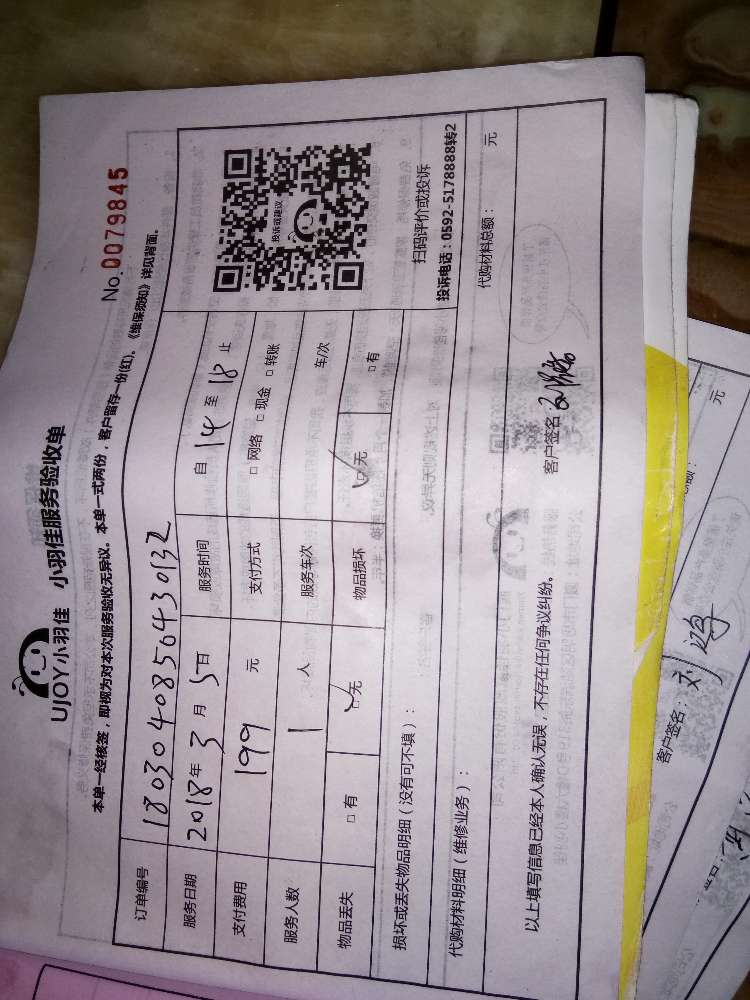 No.0079845
UJOY小羽佳 小羽佳服务验收单
本单一经核签，即视为对本次服务验收无异议。本单一式两份，客户留存一份(红)。《维保须知》详见背面。
订单编号 1803040850430132
服务日期 2018年3月5日 服务时间 自 14 至 18 止
支付费用 199 元 支付方式 □网络 □现金 □转账
服务人数 1 人 服务车次 车/次
物品丢失 □有 ☑无 物品损坏 ☑无 □有
投诉或建议
扫码评价或投诉
投诉电话：0592-5178888转2
损坏或丢失物品明细（没有可不填）：
代购材料明细（维修业务）： 代购材料总额： 元
以上填写信息已经本人确认无误，不存在任何争议纠纷。 客户签名:
客户签名： 刘鸿
元